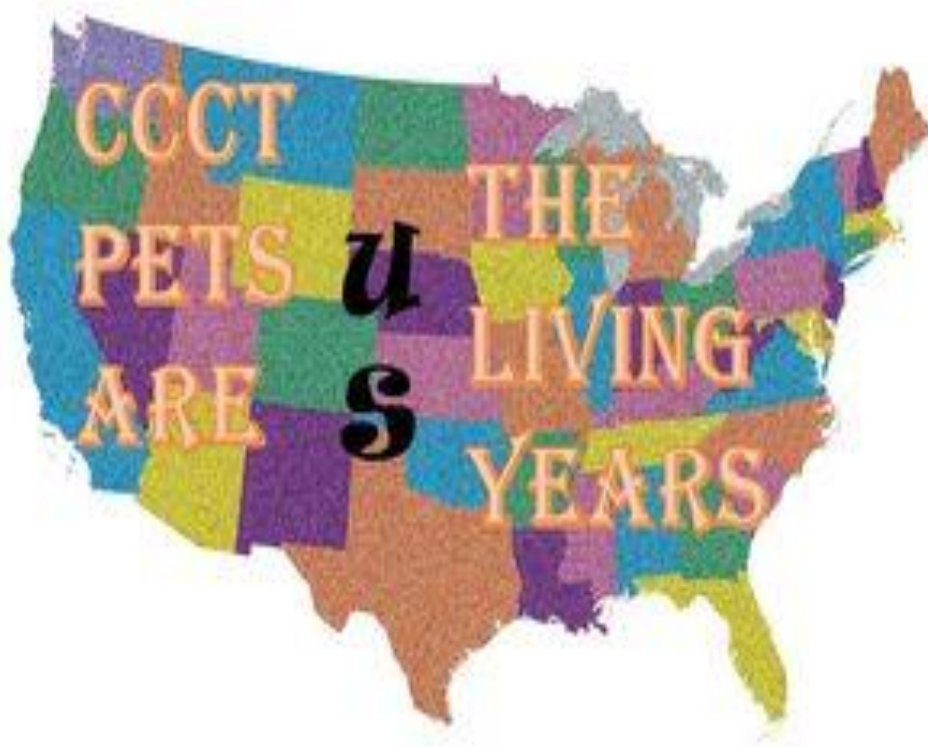 CCCT
PETS
ARE
u
s
THE
LIVING
YEARS